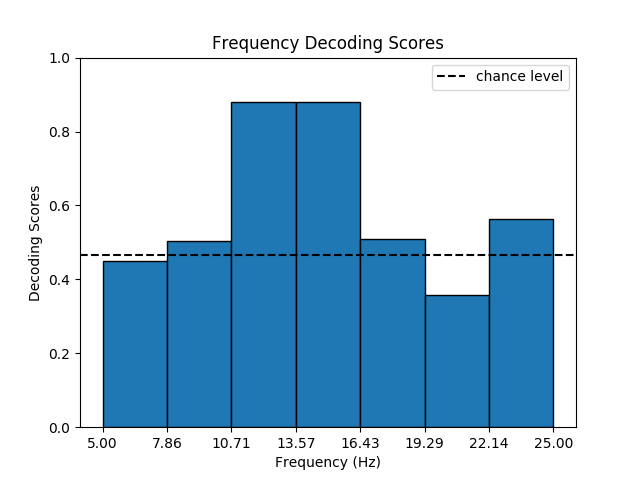 Frequency Decoding Scores
chance level
1.0
0.8
0.6
0.4
0.2
0.0
Decoding Scores
5.00 7.86 10.71 13.57 16.43 19.29 22.14 25.00
Frequency (Hz)